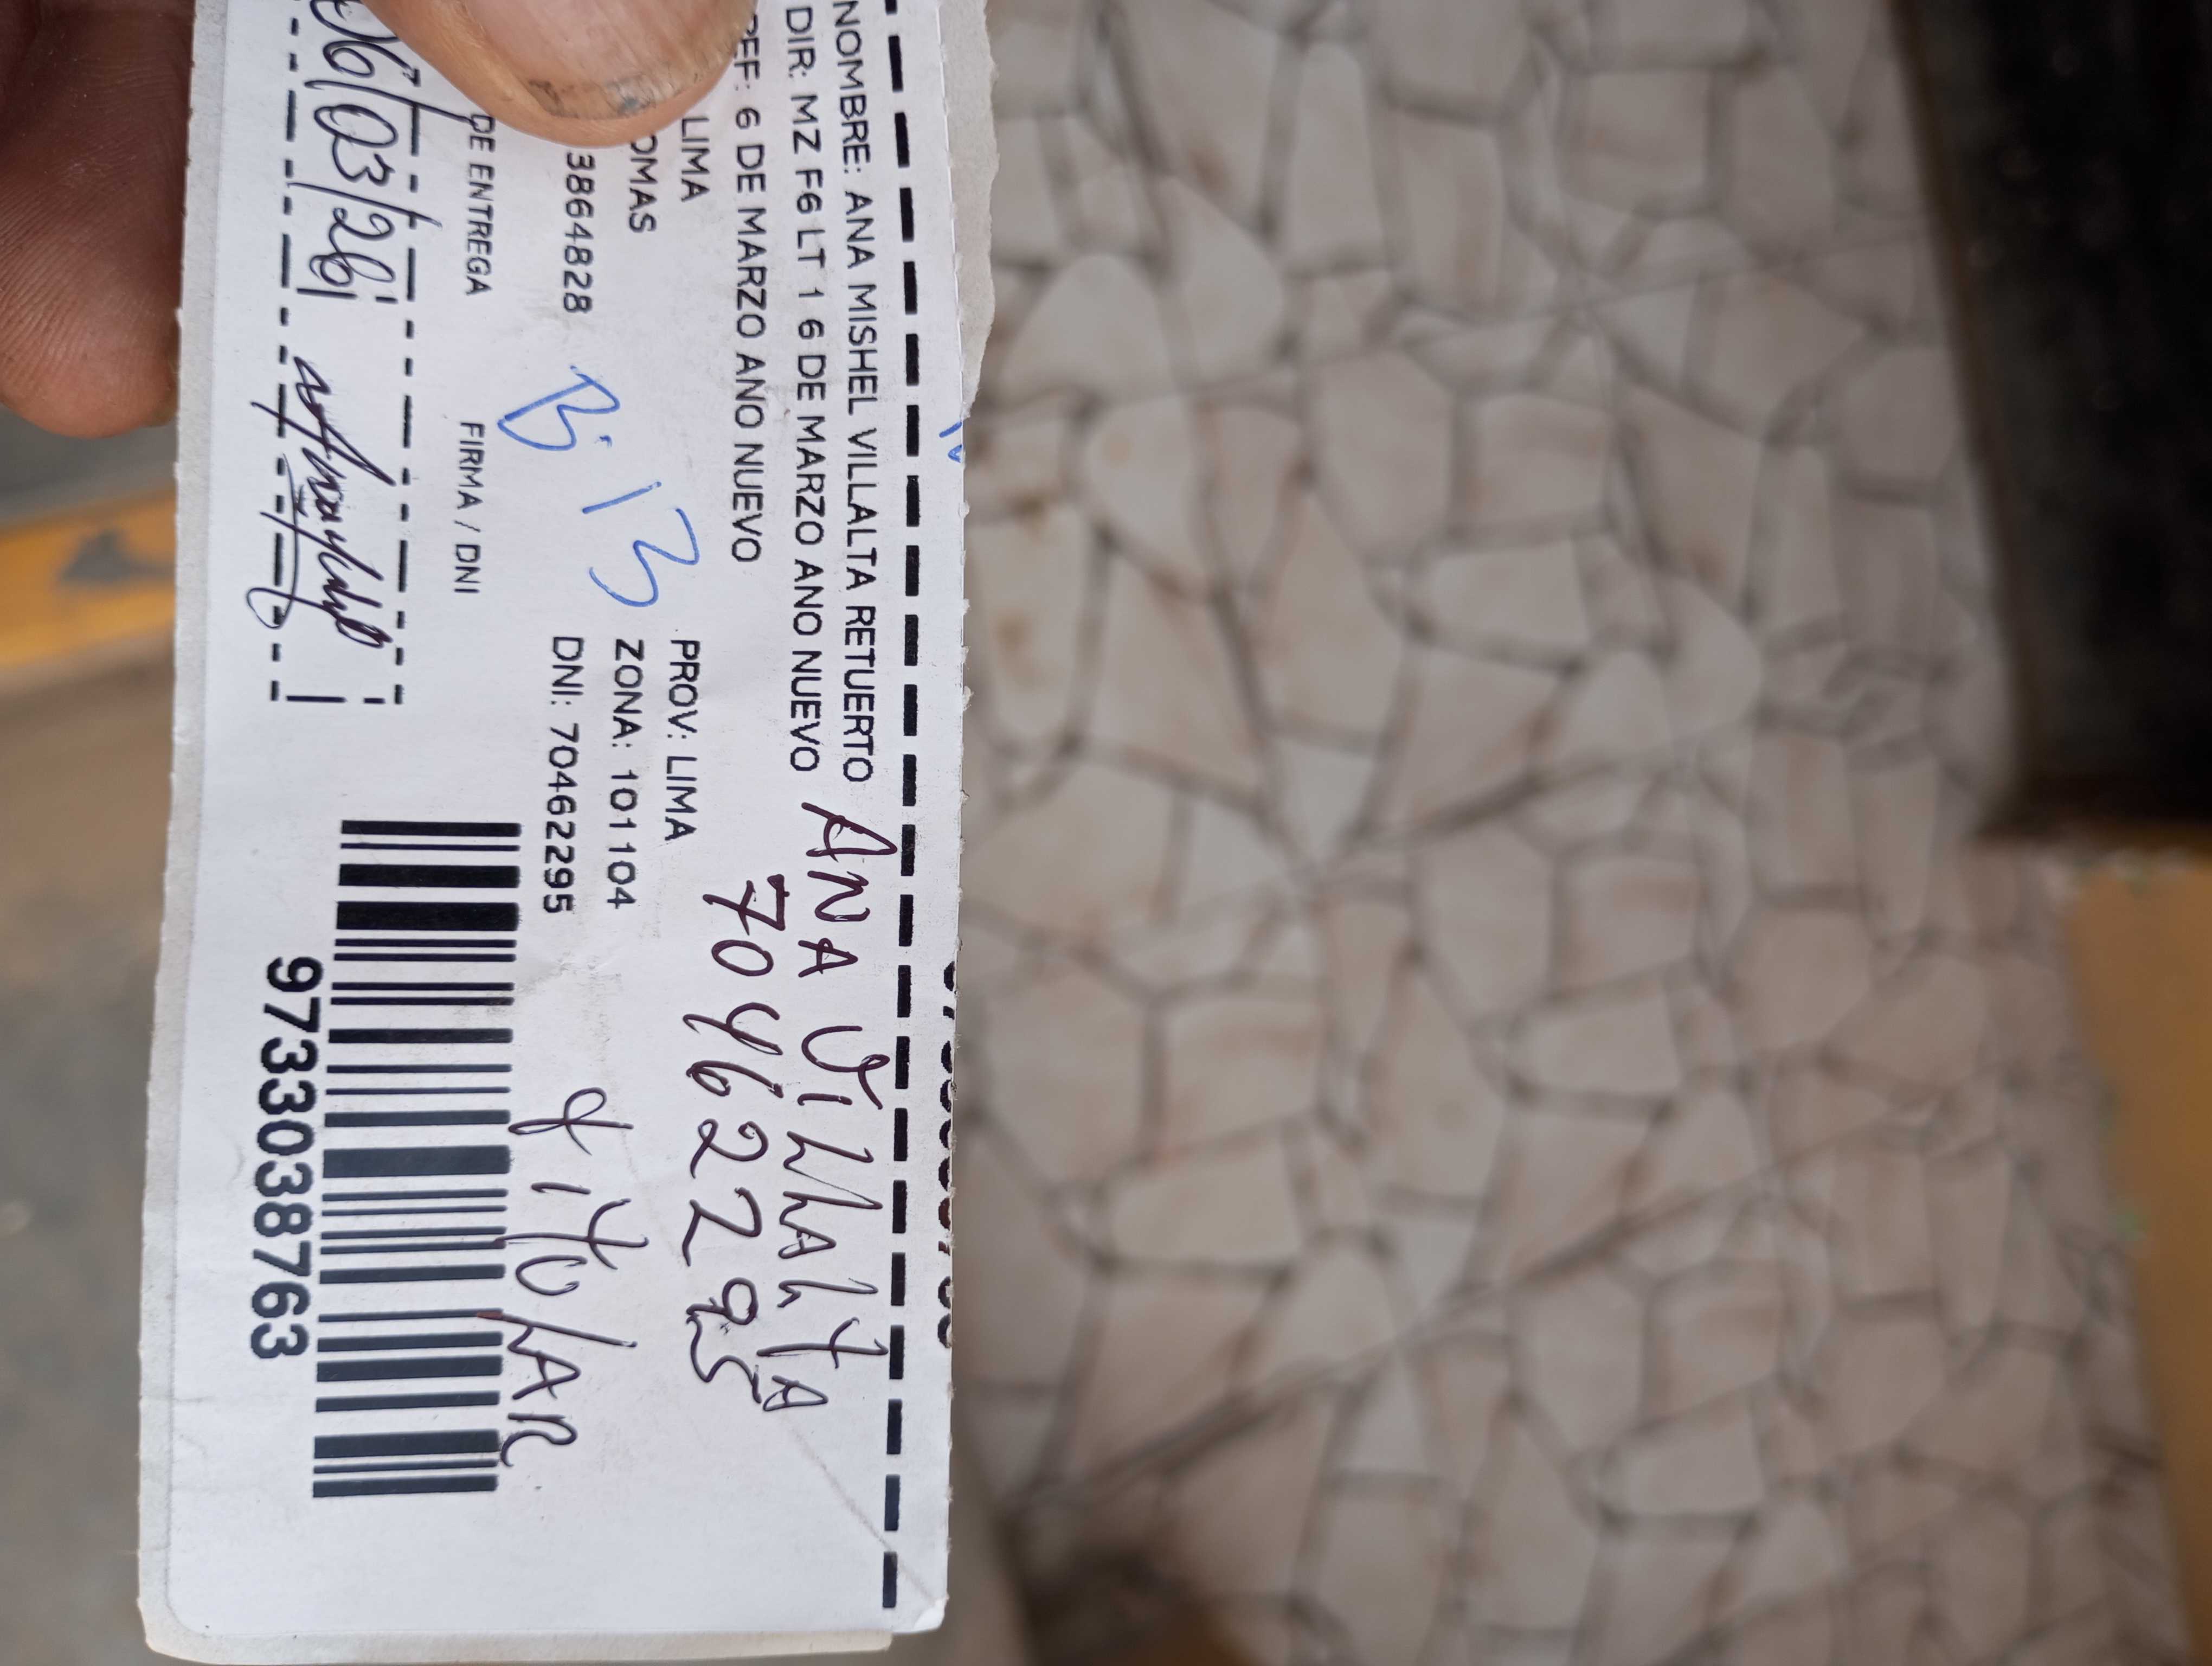 NOMBRE: ANA MISHEL VILLALTA RETUERTO
DIR: MZ F6 LT 1 6 DE MARZO ANO NUEVO
REF: 6 DE MARZO ANO NUEVO
LIMA PROV: LIMA
OMAS ZONA: 101104
3864828 DNI: 70462295
B: 13
DE ENTREGA FIRMA / DNI
06/03/26
ANA VILLALTA
70462295
TITULAR
9733038763